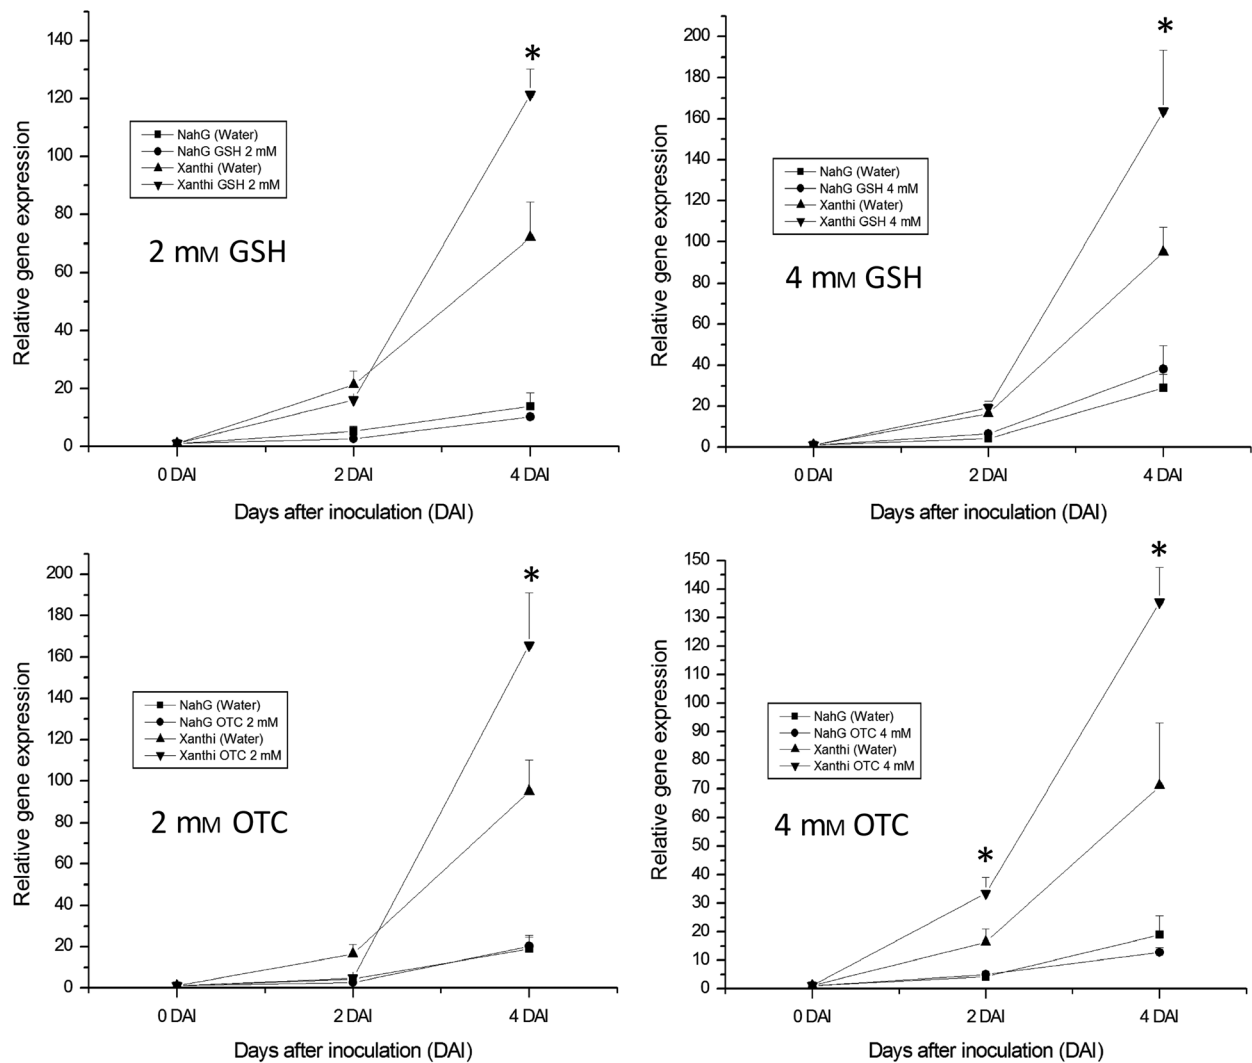 140
120
100
80
60
40
20
0
Relative gene expression
NahG (Water)
NahG GSH 2 mM
Xanthi (Water)
Xanthi GSH 2 mM
2 mM GSH
*
0 DAI 2 DAI 4 DAI
Days after inoculation (DAI)
200
180
160
140
120
100
80
60
40
20
0
Relative gene expression
NahG (Water)
NahG GSH 4 mM
Xanthi (Water)
Xanthi GSH 4 mM
4 mM GSH
*
0 DAI 2 DAI 4 DAI
Days after inoculation (DAI)
200
180
160
140
120
100
80
60
40
20
0
Relative gene expression
NahG (Water)
NahG OTC 2 mM
Xanthi (Water)
Xanthi OTC 2 mM
2 mM OTC
*
0 DAI 2 DAI 4 DAI
Days after inoculation (DAI)
150
140
130
120
110
100
90
80
70
60
50
40
30
20
10
0
Relative gene expression
NahG (Water)
NahG OTC 4 mM
Xanthi (Water)
Xanthi OTC 4 mM
4 mM OTC
*
*
0 DAI 2 DAI 4 DAI
Days after inoculation (DAI)